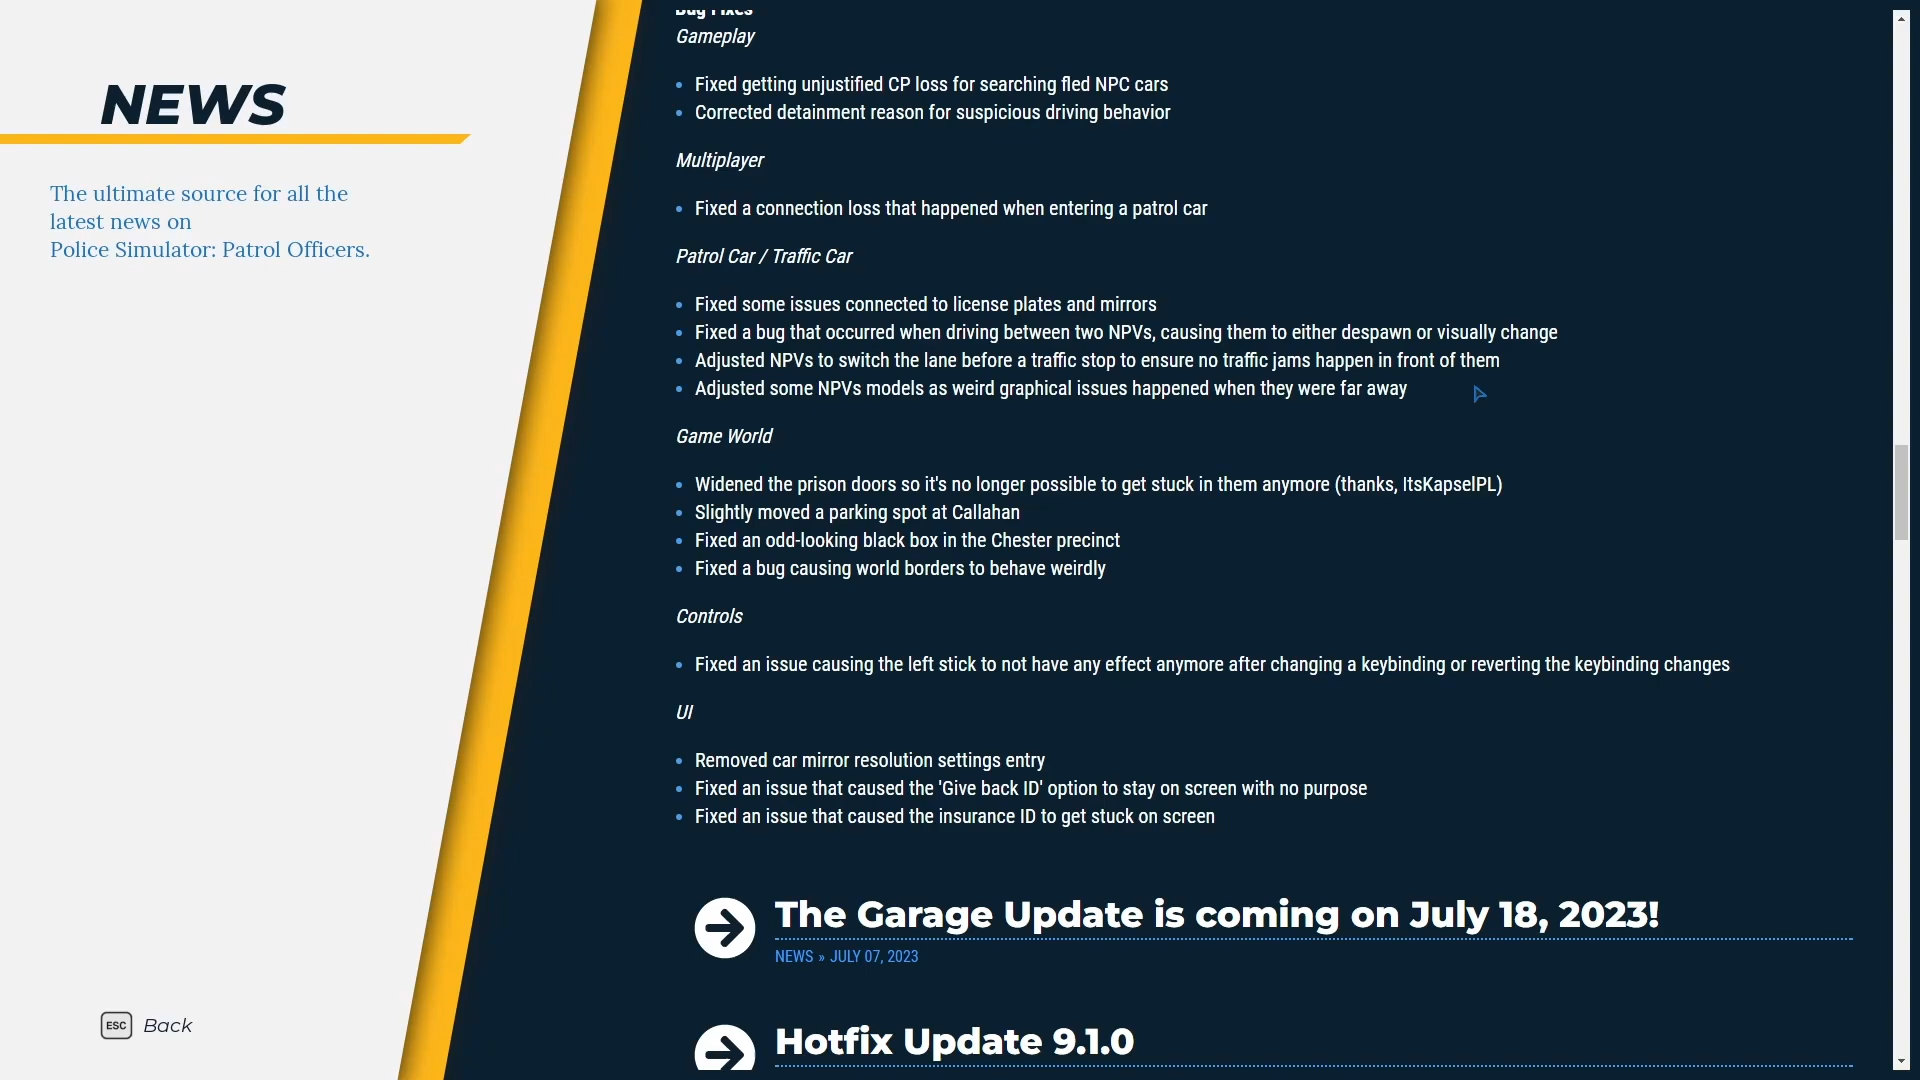 NEWS
The ultimate source for all the
latest news on
Police Simulator: Patrol Officers.
ESC Back
Bug Fixes
Gameplay
Fixed getting unjustified CP loss for searching fled NPC cars
Corrected detainment reason for suspicious driving behavior
Multiplayer
Fixed a connection loss that happened when entering a patrol car
Patrol Car / Traffic Car
Fixed some issues connected to license plates and mirrors
Fixed a bug that occurred when driving between two NPVs, causing them to either despawn or visually change
Adjusted NPVs to switch the lane before a traffic stop to ensure no traffic jams happen in front of them
Adjusted some NPVs models as weird graphical issues happened when they were far away
Game World
Widened the prison doors so it's no longer possible to get stuck in them anymore (thanks, ItsKapselPL)
Slightly moved a parking spot at Callahan
Fixed an odd-looking black box in the Chester precinct
Fixed a bug causing world borders to behave weirdly
Controls
Fixed an issue causing the left stick to not have any effect anymore after changing a keybinding or reverting the keybinding changes
UI
Removed car mirror resolution settings entry
Fixed an issue that caused the 'Give back ID' option to stay on screen with no purpose
Fixed an issue that caused the insurance ID to get stuck on screen
The Garage Update is coming on July 18, 2023!
NEWS » JULY 07, 2023
Hotfix Update 9.1.0